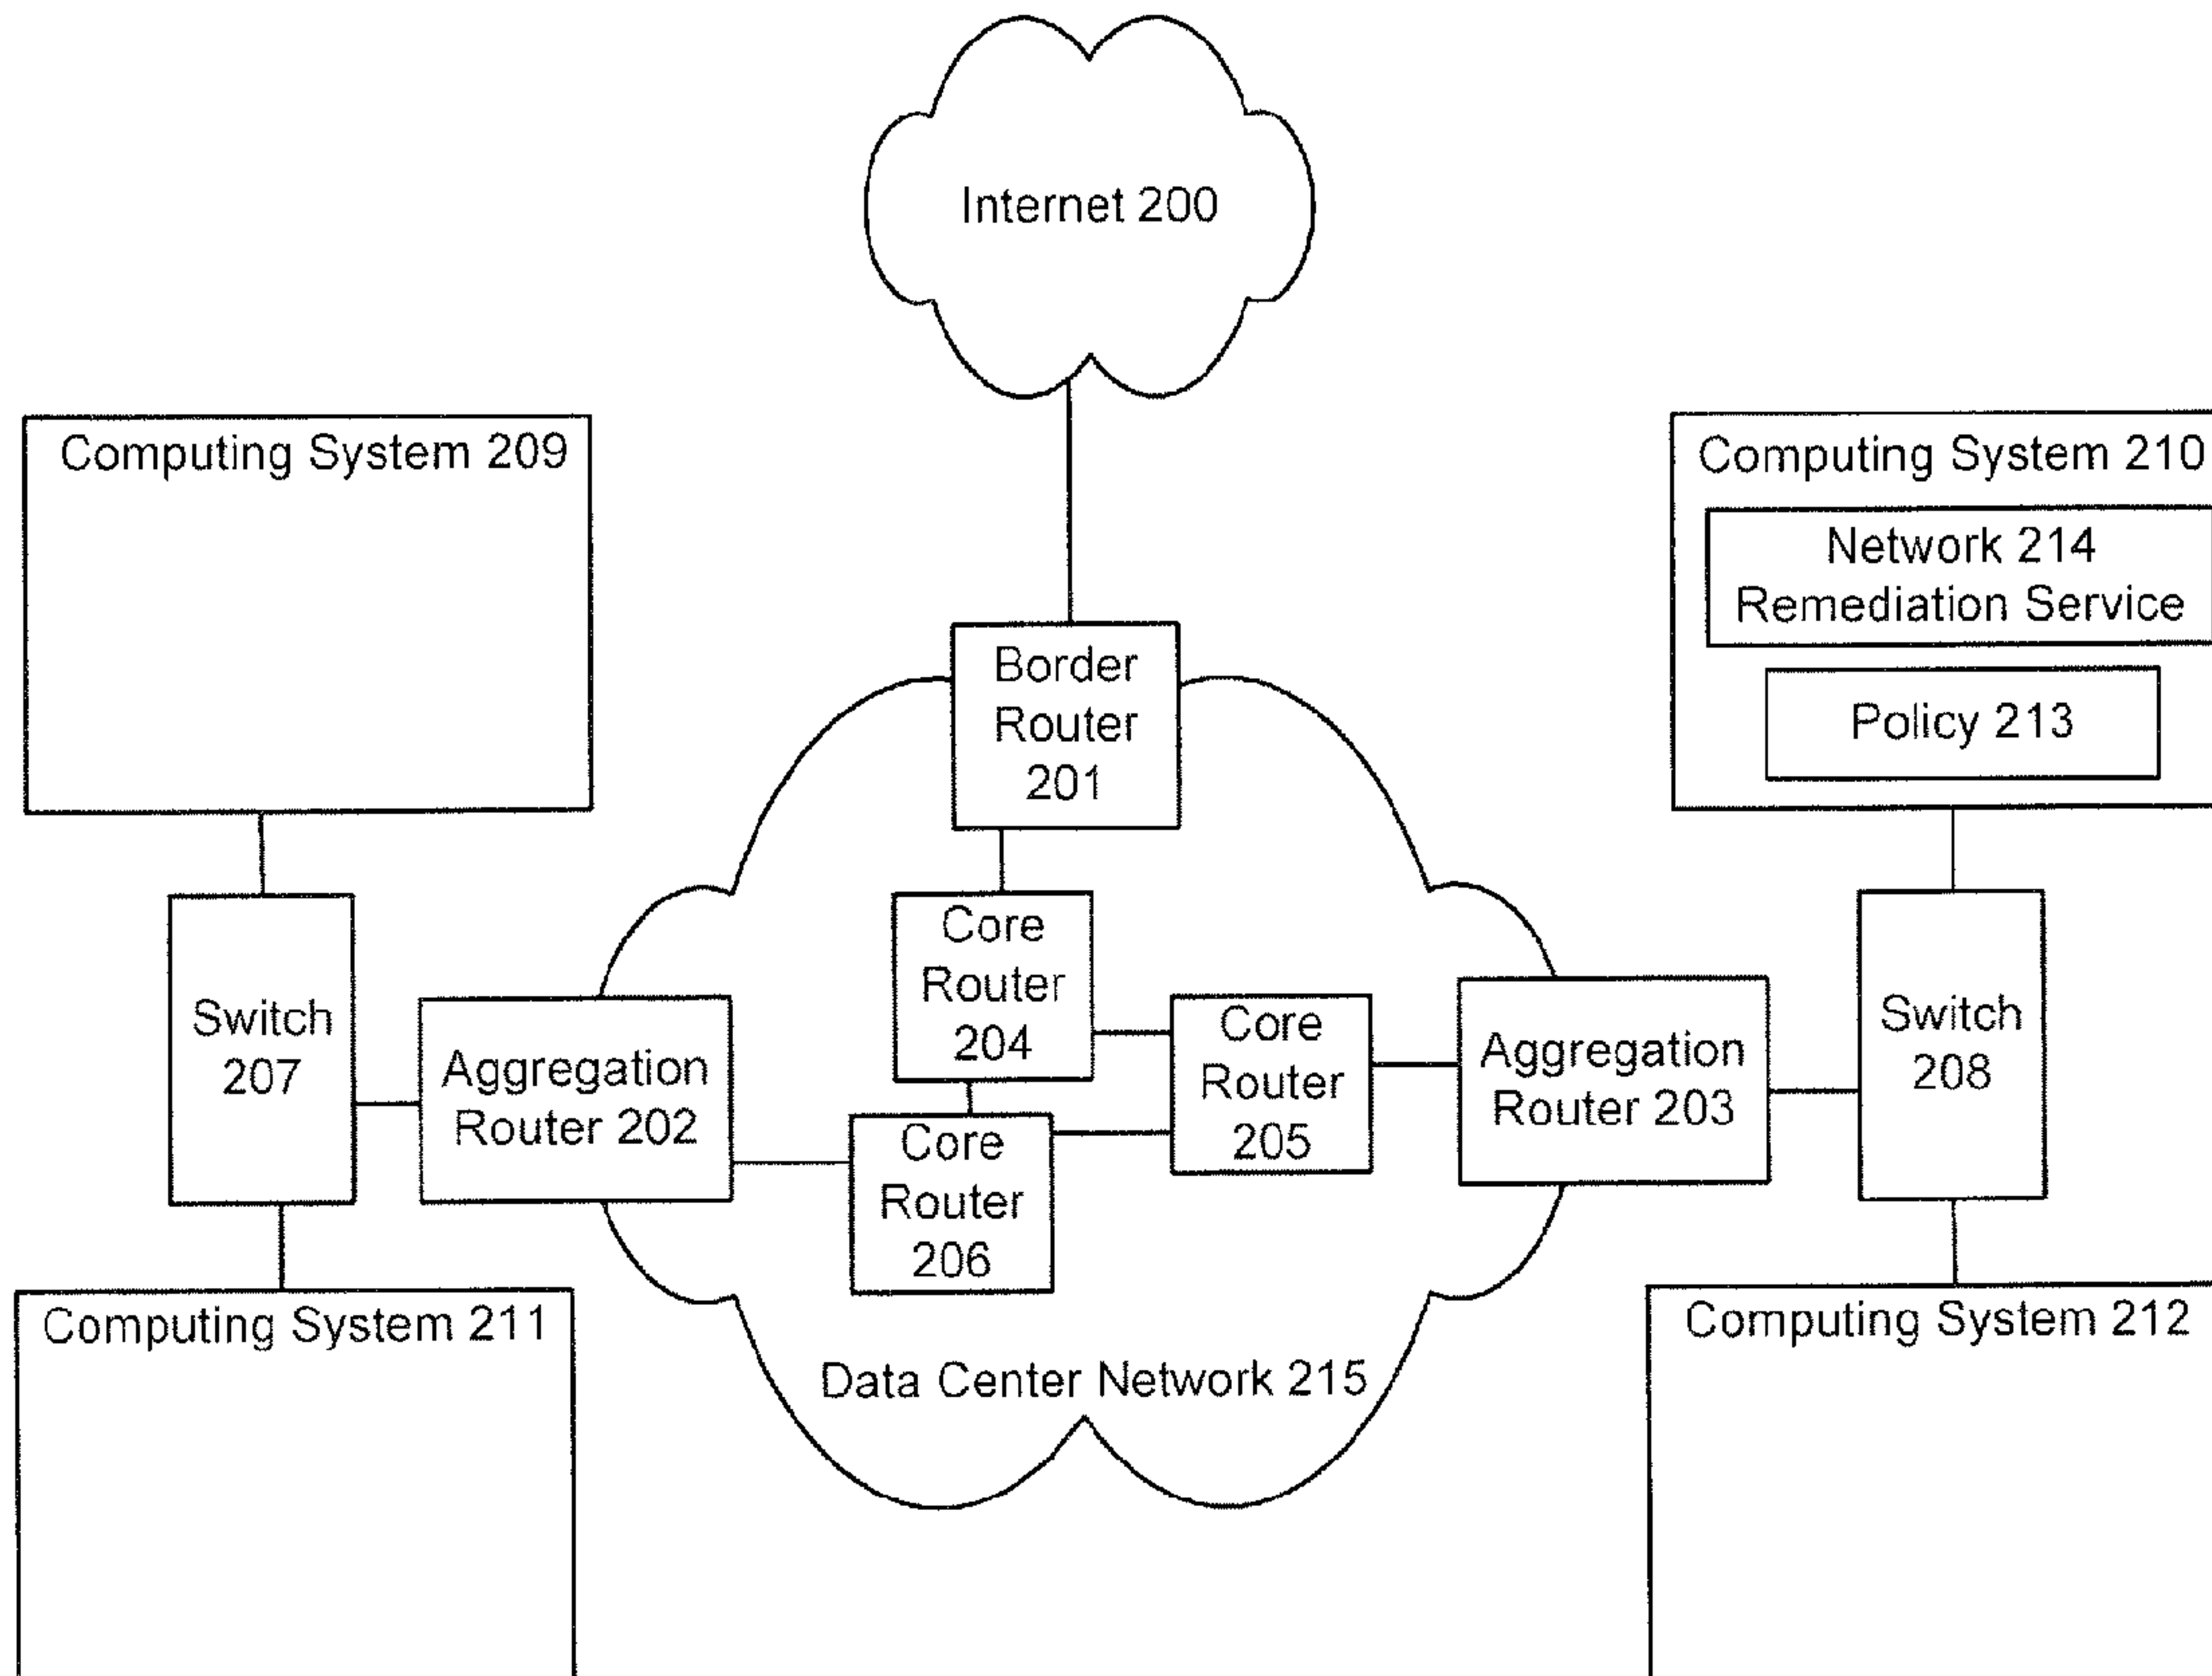 Internet 200
Computing System 209
Computing System 210
Network 214
Remediation Service
Policy 213
Border
Router
201
Core
Router
204
Switch
207
Aggregation
Router 202
Core
Router
205
Aggregation
Router 203
Switch
208
Core
Router
206
Computing System 211
Computing System 212
Data Center Network 215